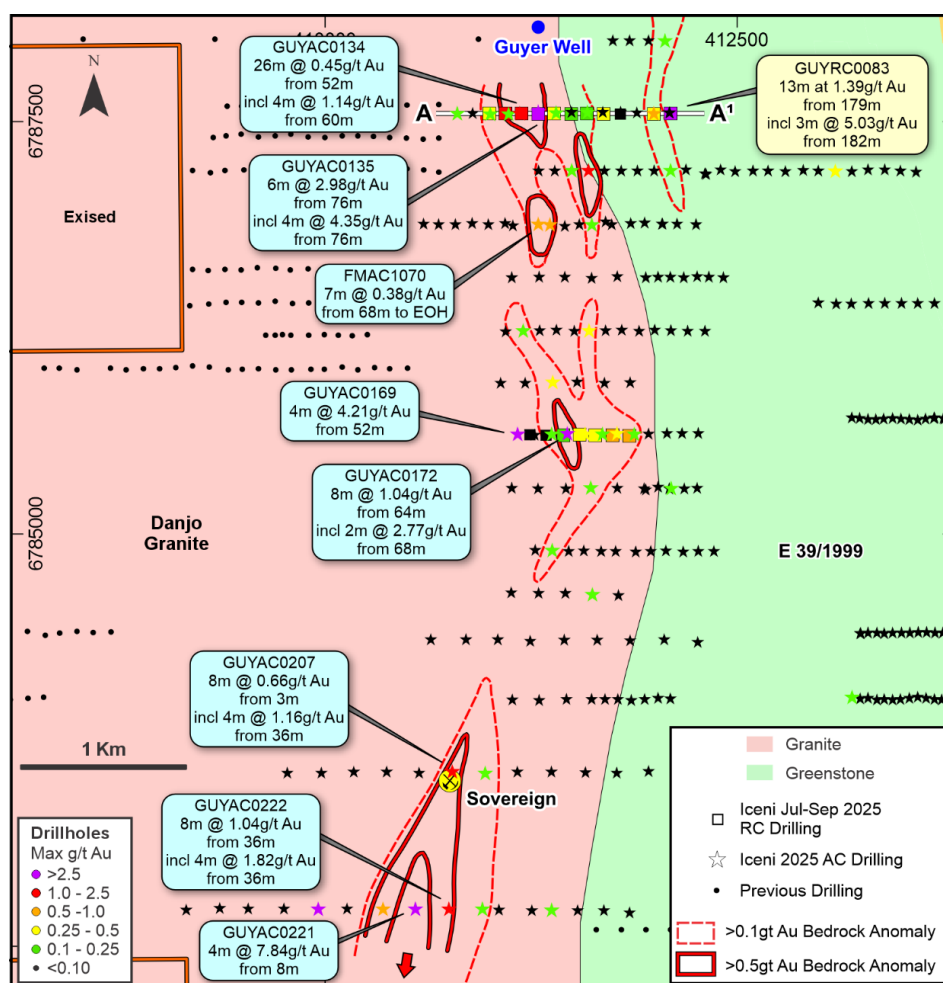 410000
412500
Guyer Well
N
6787500
GUYAC0134
26m @ 0.45g/t Au
from 52m
incl 4m @ 1.14g/t Au
from 60m
GUYRC0083
13m at 1.39g/t Au
from 179m
incl 3m @ 5.03g/t Au
from 182m
A
A¹
GUYAC0135
6m @ 2.98g/t Au
from 76m
incl 4m @ 4.35g/t Au
from 76m
Exised
FMAC1070
7m @ 0.38g/t Au
from 68m to EOH
GUYAC0169
4m @ 4.21g/t Au
from 52m
GUYAC0172
8m @ 1.04g/t Au
from 64m
incl 2m @ 2.77g/t Au
from 68m
6785000
Danjo
Granite
E 39/1999
GUYAC0207
8m @ 0.66g/t Au
from 3m
incl 4m @ 1.16g/t Au
from 36m
1 Km
Sovereign
GUYAC0222
8m @ 1.04g/t Au
from 36m
incl 4m @ 1.82g/t Au
from 36m
GUYAC0221
4m @ 7.84g/t Au
from 8m
Drillholes
Max g/t Au
>2.5
1.0 - 2.5
0.5 -1.0
0.25 - 0.5
0.1 - 0.25
<0.10
Granite
Greenstone
Iceni Jul-Sep 2025
RC Drilling
Iceni 2025 AC Drilling
Previous Drilling
>0.1gt Au Bedrock Anomaly
>0.5gt Au Bedrock Anomaly